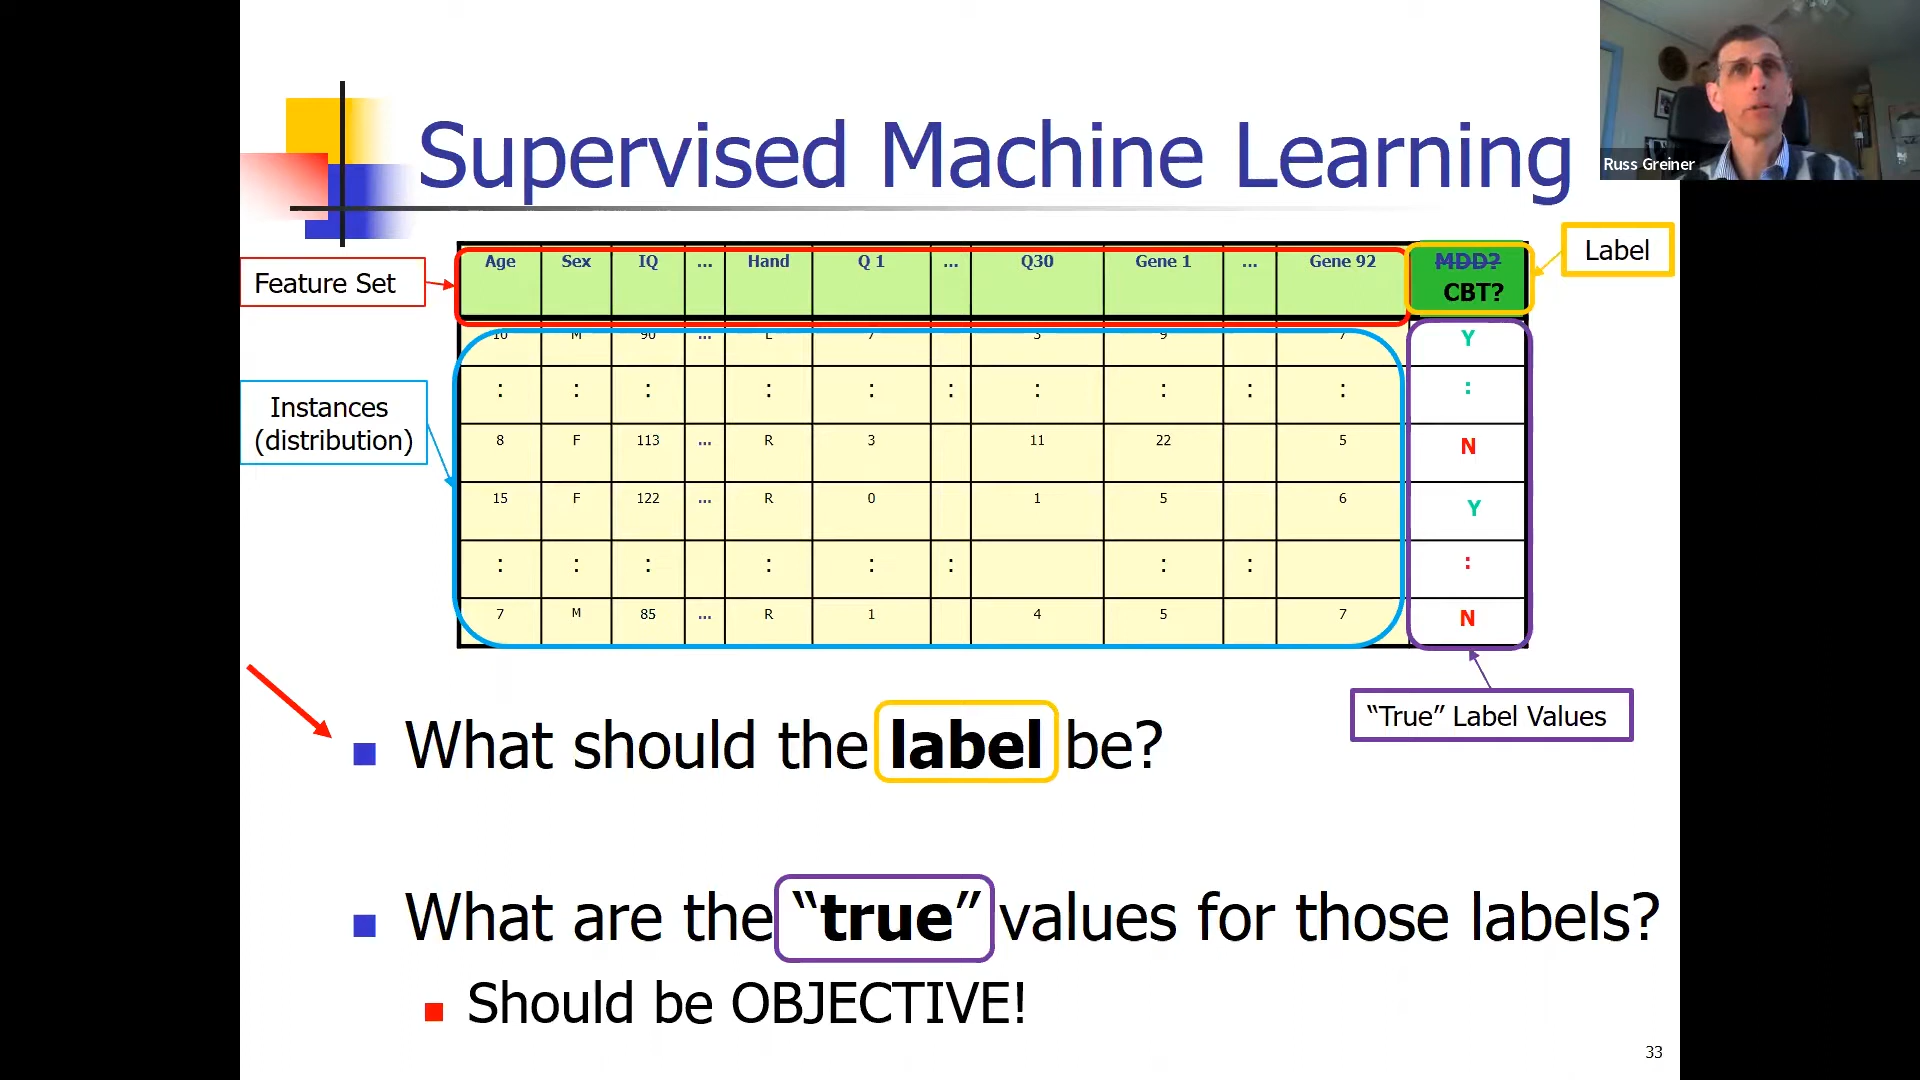 Russ Greiner
Supervised Machine Learning
Label
Feature Set
Age Sex IQ ... Hand Q 1 ... Q30 Gene 1 ... Gene 92 MDD?
CBT?
10 M 90 ... L 7 3 9 7 Y
: : : : : : : : : : :
8 F 113 ... R 3 11 22 5 N
Instances
(distribution)
15 F 122 ... R 0 1 5 6 Y
: : : : : : : : :
7 M 85 ... R 1 4 5 7 N
“True” Label Values
What should the label be?
What are the “true” values for those labels?
Should be OBJECTIVE!
33